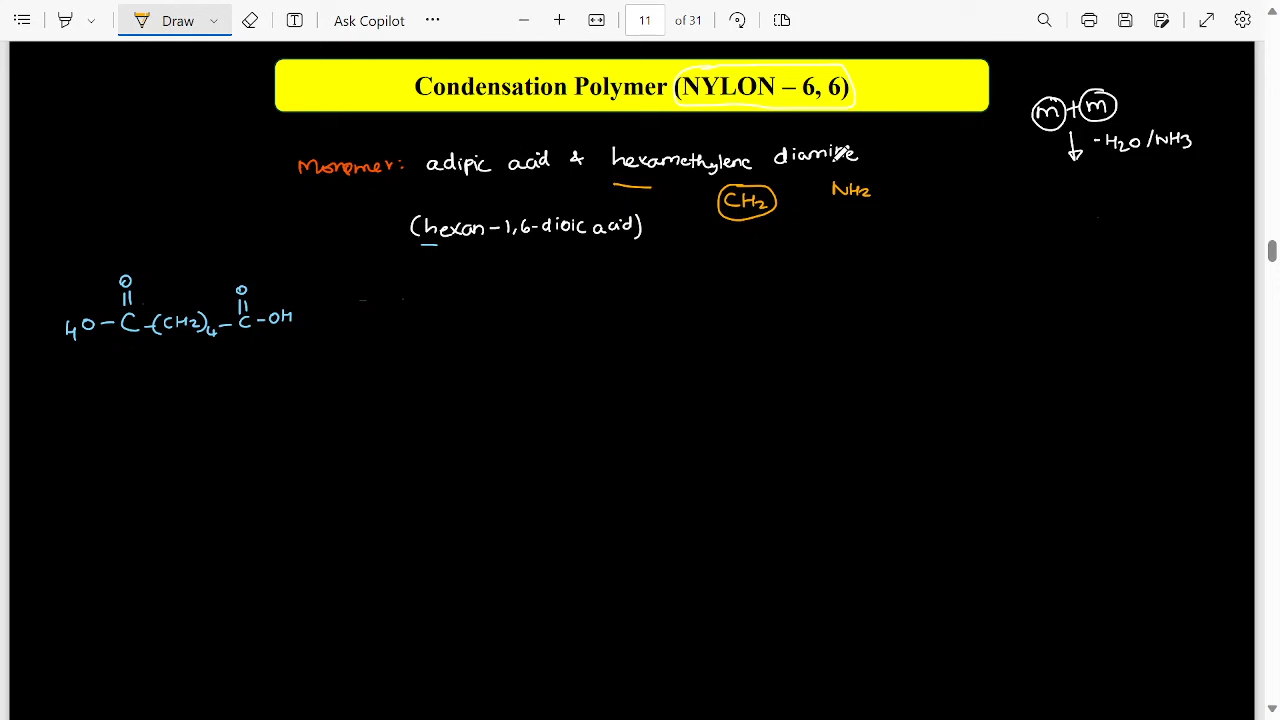 Draw
Ask Copilot
11 of 31
Condensation Polymer (NYLON – 6, 6)
m + m
-H2O/NH3
Monomer: adipic acid & hexamethylene diamine
CH2 NH2
(hexan-1,6-dioic acid)
O O
HO-C-(CH2)4-C-OH